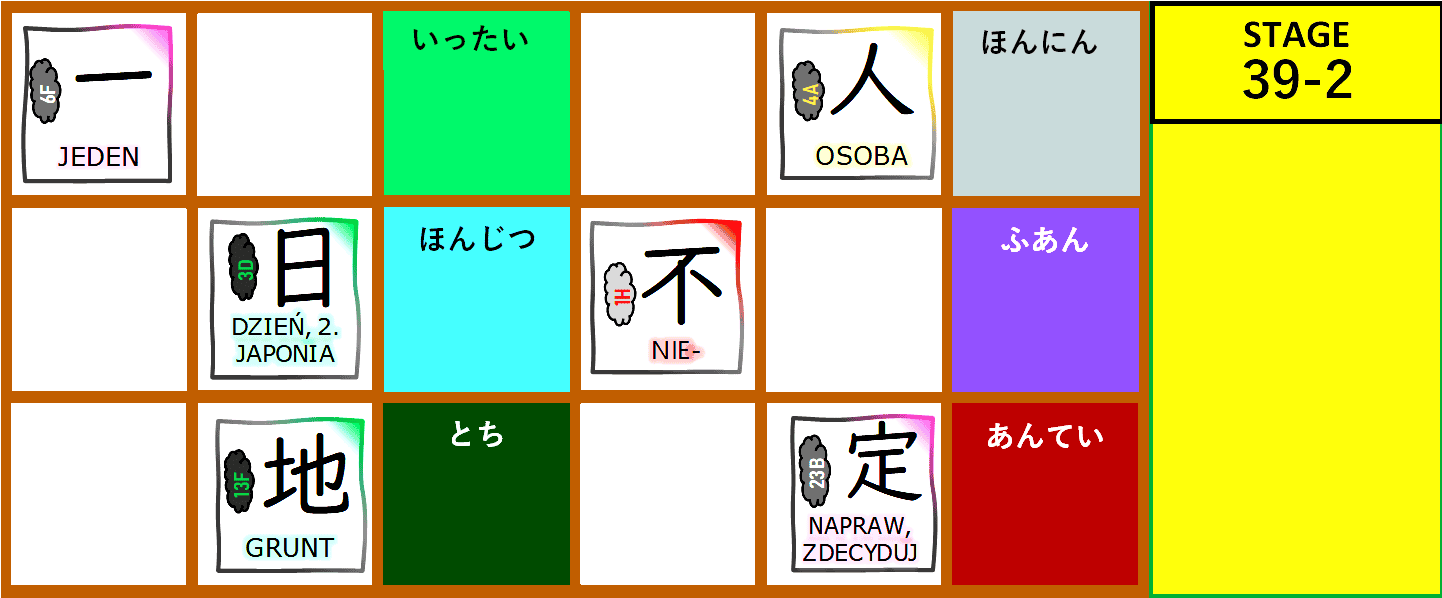 6F
一
JEDEN
いったい
4A
人
OSOBA
ほんにん
STAGE
39-2
3D
日
DZIEŃ, 2.
JAPONIA
ほんじつ
1H
不
NIE-
ふあん
13F
地
GRUNT
とち
23B
定
NAPRAW,
ZDECYDUJ
あんてい